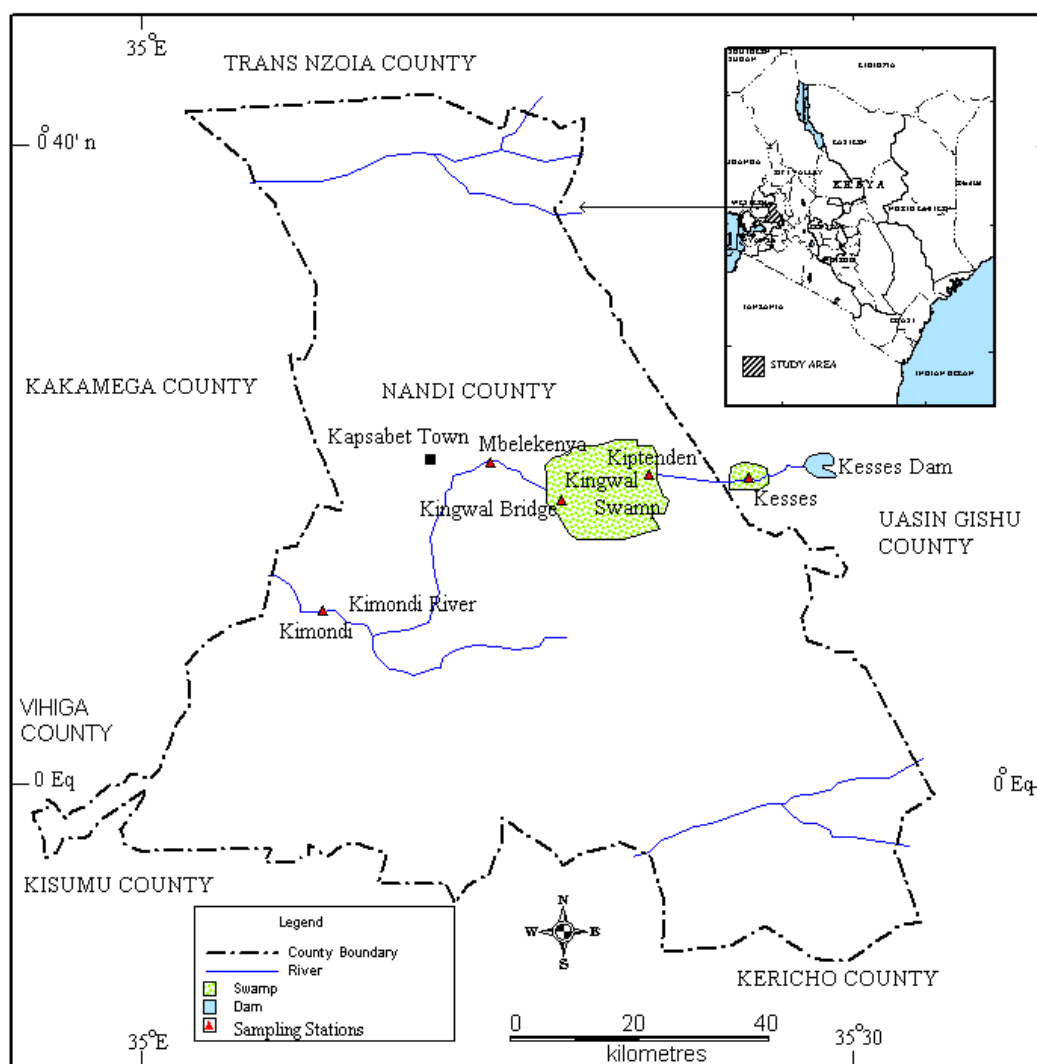 35°E
TRANS NZOIA COUNTY
0°40' n
KENYA
TANZANIA
INDIAN OCEAN
STUDY AREA
KAKAMEGA COUNTY
NANDI COUNTY
Kapsabet Town
Mbelekenya
Kiptenden
Kingwal
Swamp
Kingwal Bridge
Kesses Dam
Kesses
UASIN GISHU
COUNTY
Kimondi River
Kimondi
VIHIGA
COUNTY
0 Eq
0° Eq
KISUMU COUNTY
KERICHO COUNTY
Legend
County Boundary
River
Swamp
Dam
Sampling Stations
N
W
E
S
0 20 40
kilometres
35°E
35°30